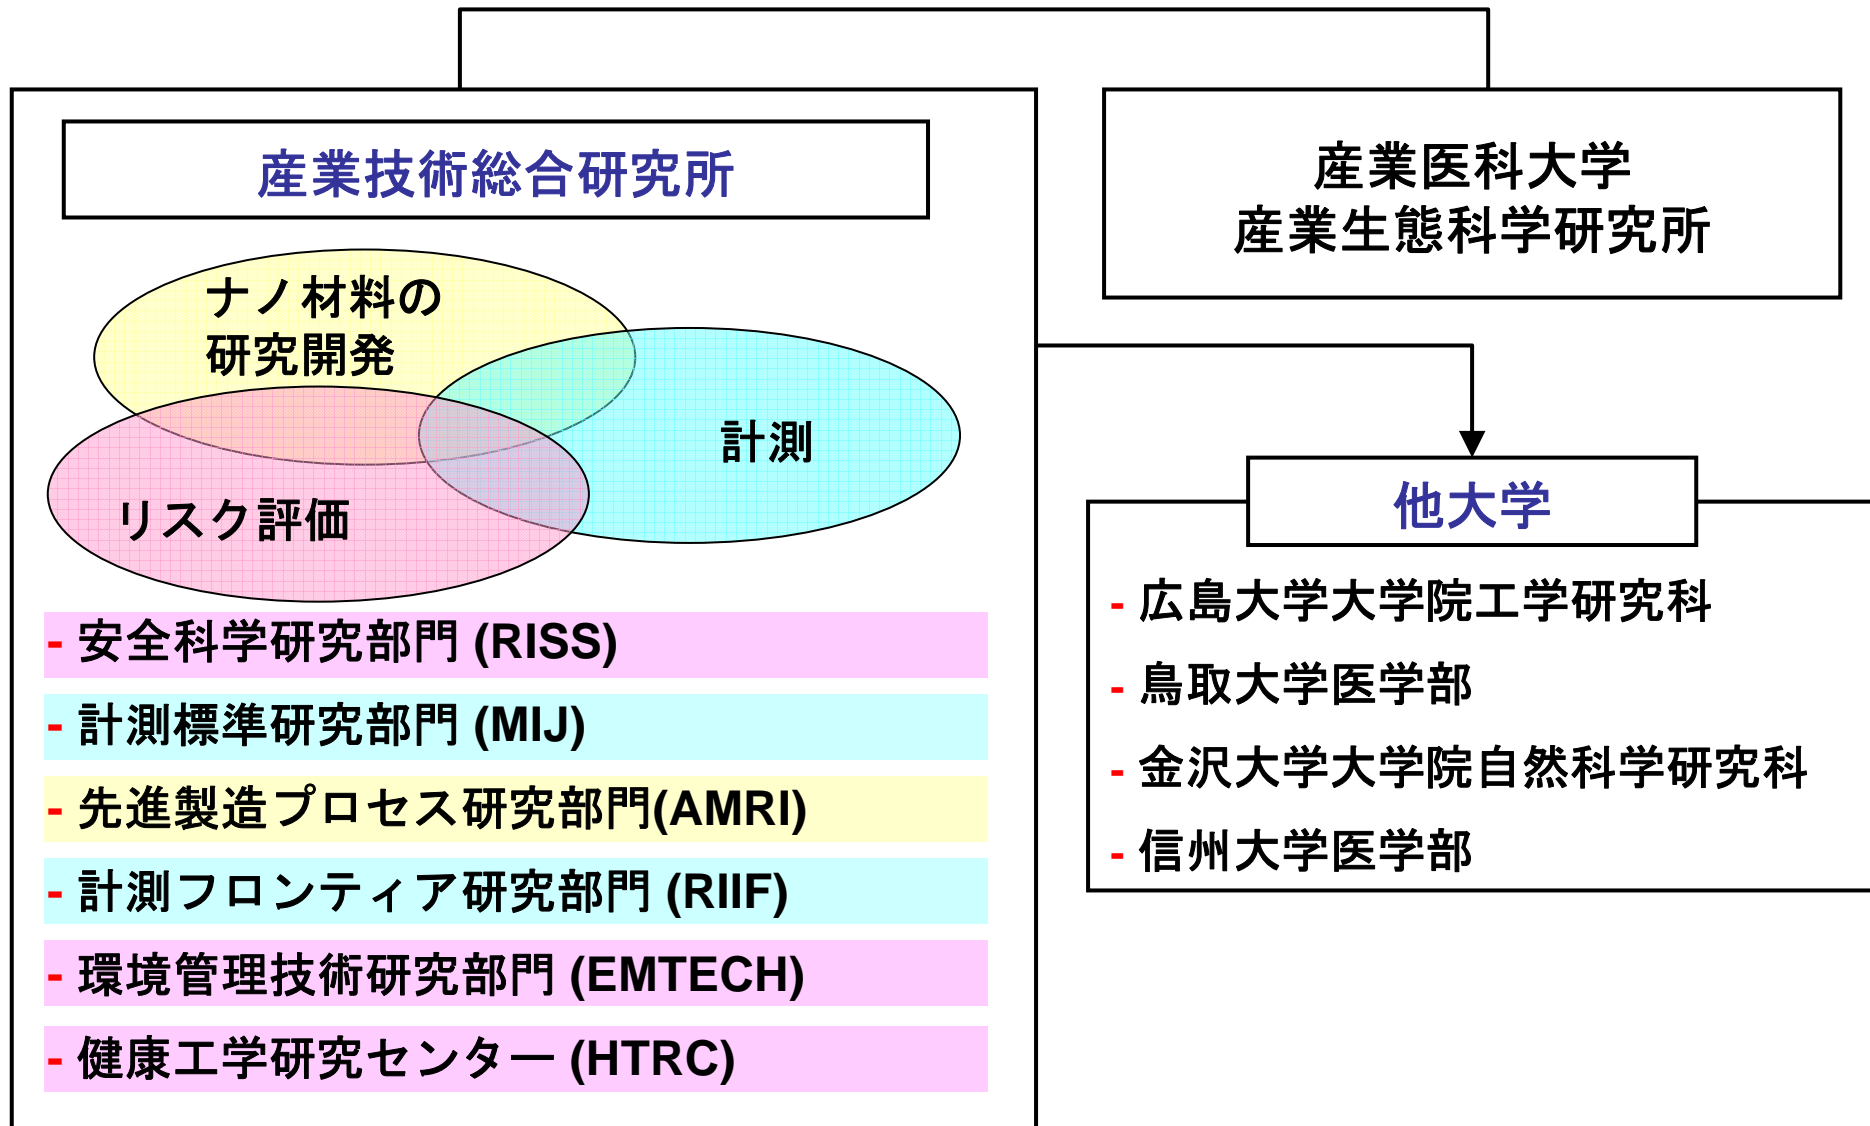 産業技術総合研究所
ナノ材料の
研究開発
計測
リスク評価
- 安全科学研究部門 (RISS)
- 計測標準研究部門 (MIJ)
- 先進製造プロセス研究部門(AMRI)
- 計測フロンティア研究部門 (RIIF)
- 環境管理技術研究部門 (EMTECH)
- 健康工学研究センター (HTRC)
産業医科大学
産業生態科学研究所
他大学
- 広島大学大学院工学研究科
- 鳥取大学医学部
- 金沢大学大学院自然科学研究科
- 信州大学医学部